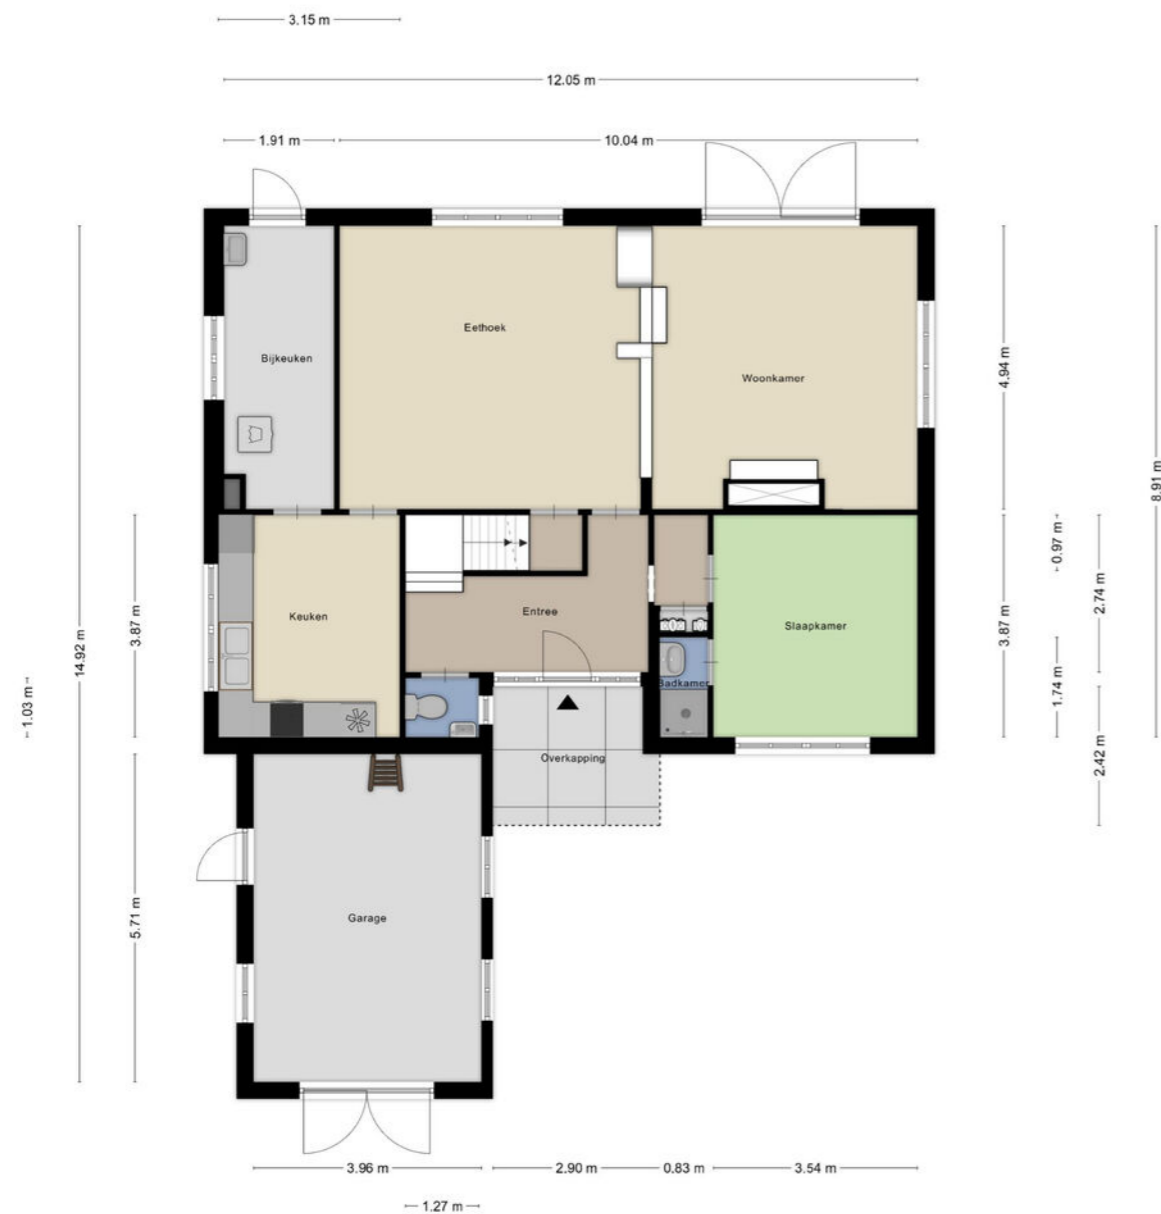 3.15 m
12.05 m
1.91 m
10.04 m
Eethoek
Bijkeuken
Woonkamer
4.94 m
8.91 m
0.97 m
2.74 m
Keuken
Entree
Slaapkamer
3.87 m
3.87 m
14.92 m
1.03 m
Badkamer
1.74 m
Overkapping
2.42 m
Garage
5.71 m
3.96 m
2.90 m
0.83 m
3.54 m
1.27 m